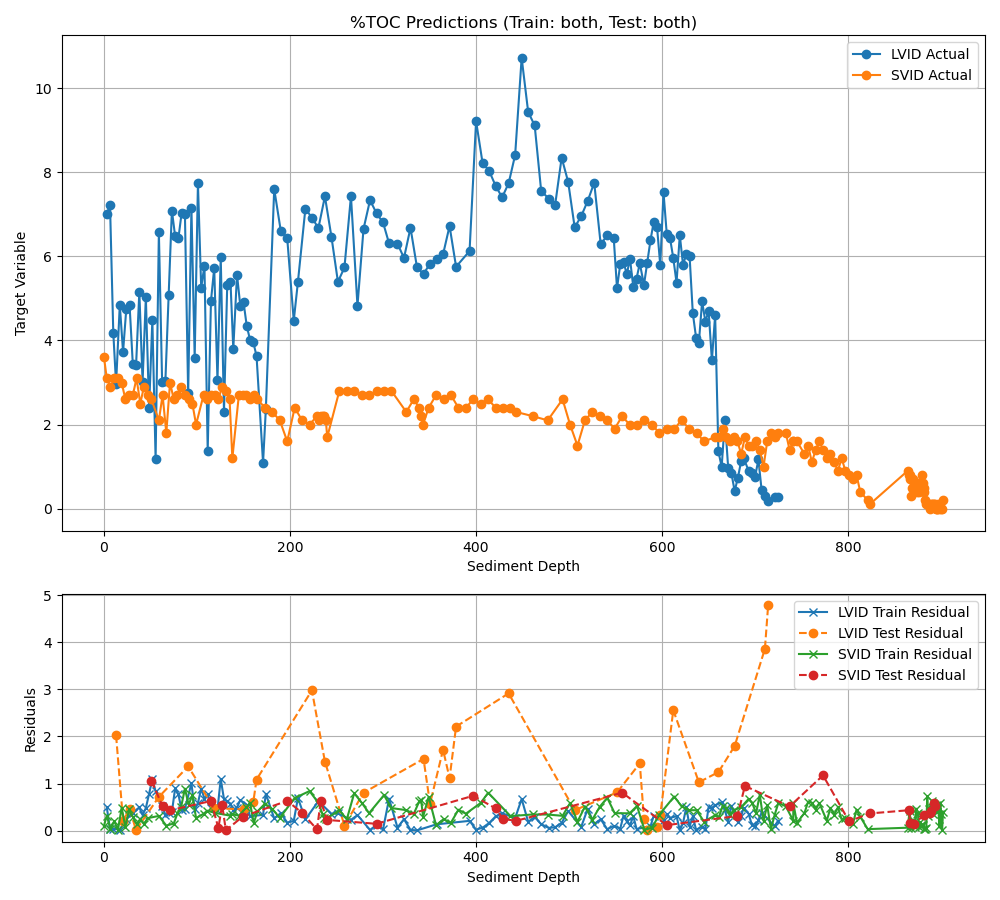 %TOC Predictions (Train: both, Test: both)
LVID Actual
SVID Actual
Target Variable
10
8
6
4
2
0
0 200 400 600 800
Sediment Depth
LVID Train Residual
LVID Test Residual
SVID Train Residual
SVID Test Residual
Residuals
5
4
3
2
1
0
0 200 400 600 800
Sediment Depth